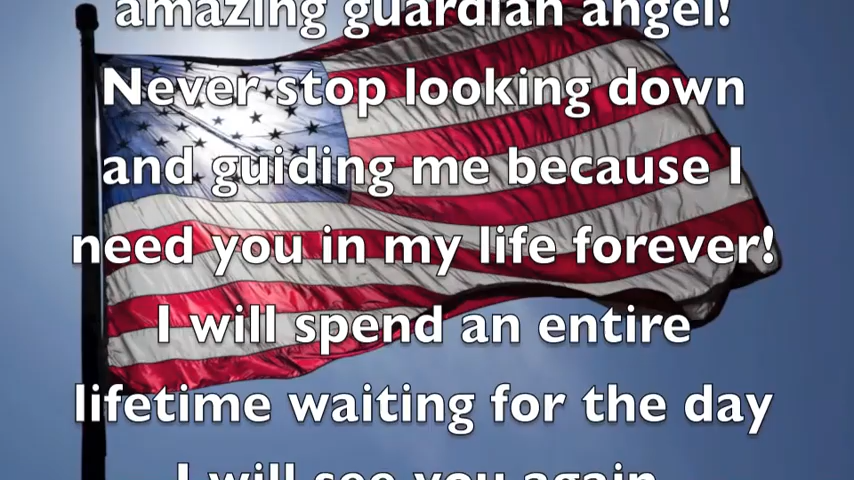 amazing guardian angel!
Never stop looking down
and guiding me because I
need you in my life forever!
I will spend an entire
lifetime waiting for the day
I will see you again